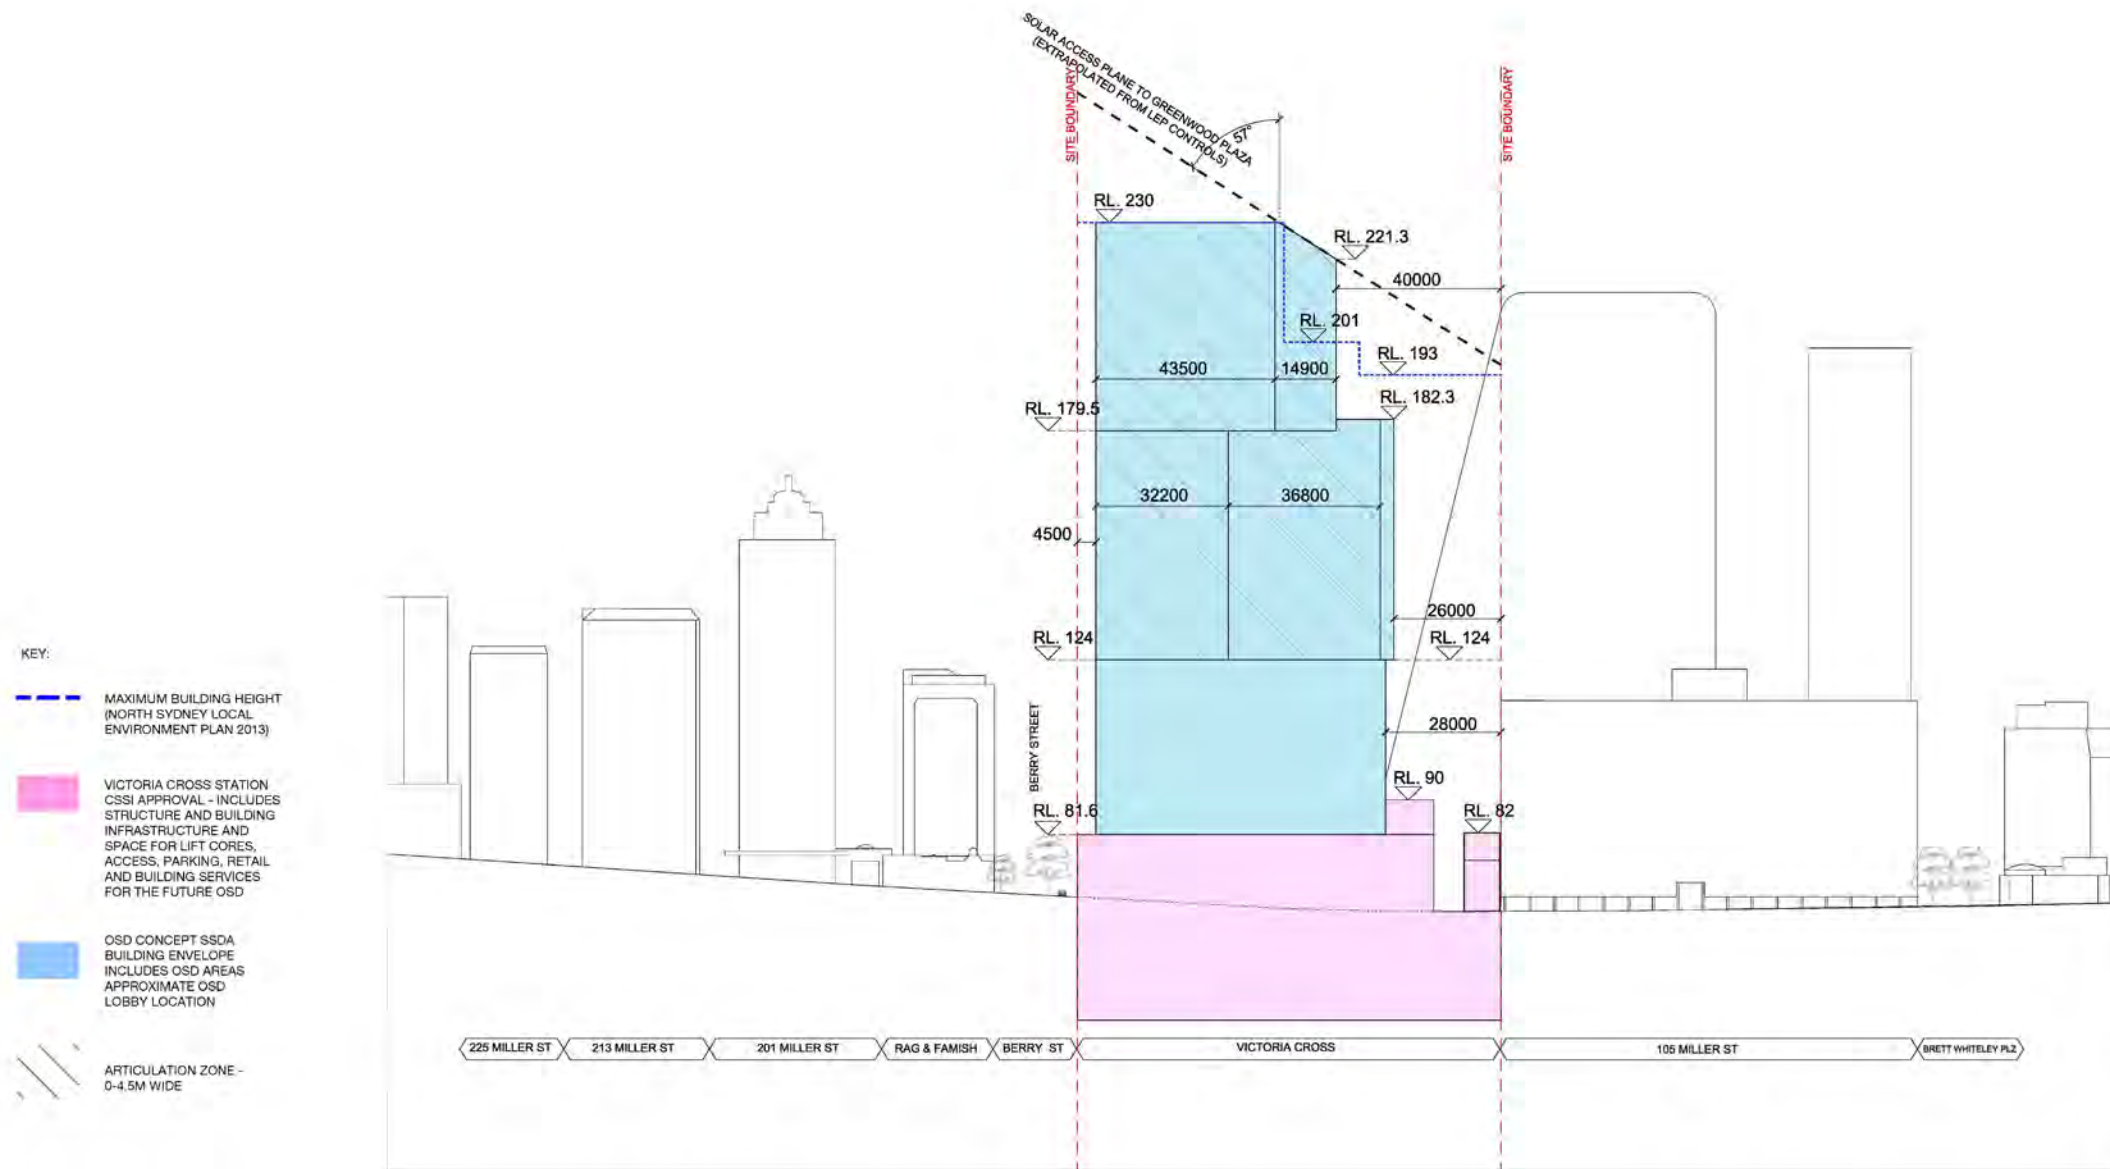 SOLAR ACCESS PLANE TO GREENWOOD PLAZA
(EXTRAPOLATED FROM LEP CONTROLS)
SITE BOUNDARY
SITE BOUNDARY
57°
RL. 230
RL. 221.3
40000
RL. 201
RL. 193
43500
14900
RL. 182.3
RL. 179.5
32200
36800
4500
26000
RL. 124
RL. 124
BERRY STREET
28000
RL. 90
RL. 81.6
RL. 82
KEY:
MAXIMUM BUILDING HEIGHT
(NORTH SYDNEY LOCAL
ENVIRONMENT PLAN 2013)
VICTORIA CROSS STATION
CSSI APPROVAL - INCLUDES
STRUCTURE AND BUILDING
INFRASTRUCTURE AND
SPACE FOR LIFT CORES,
ACCESS, PARKING, RETAIL
AND BUILDING SERVICES
FOR THE FUTURE OSD
OSD CONCEPT SSDA
BUILDING ENVELOPE
INCLUDES OSD AREAS
APPROXIMATE OSD
LOBBY LOCATION
ARTICULATION ZONE -
0-4.5M WIDE
225 MILLER ST
213 MILLER ST
201 MILLER ST
RAG & FAMISH
BERRY ST
VICTORIA CROSS
105 MILLER ST
BRETT WHITELEY PLZ